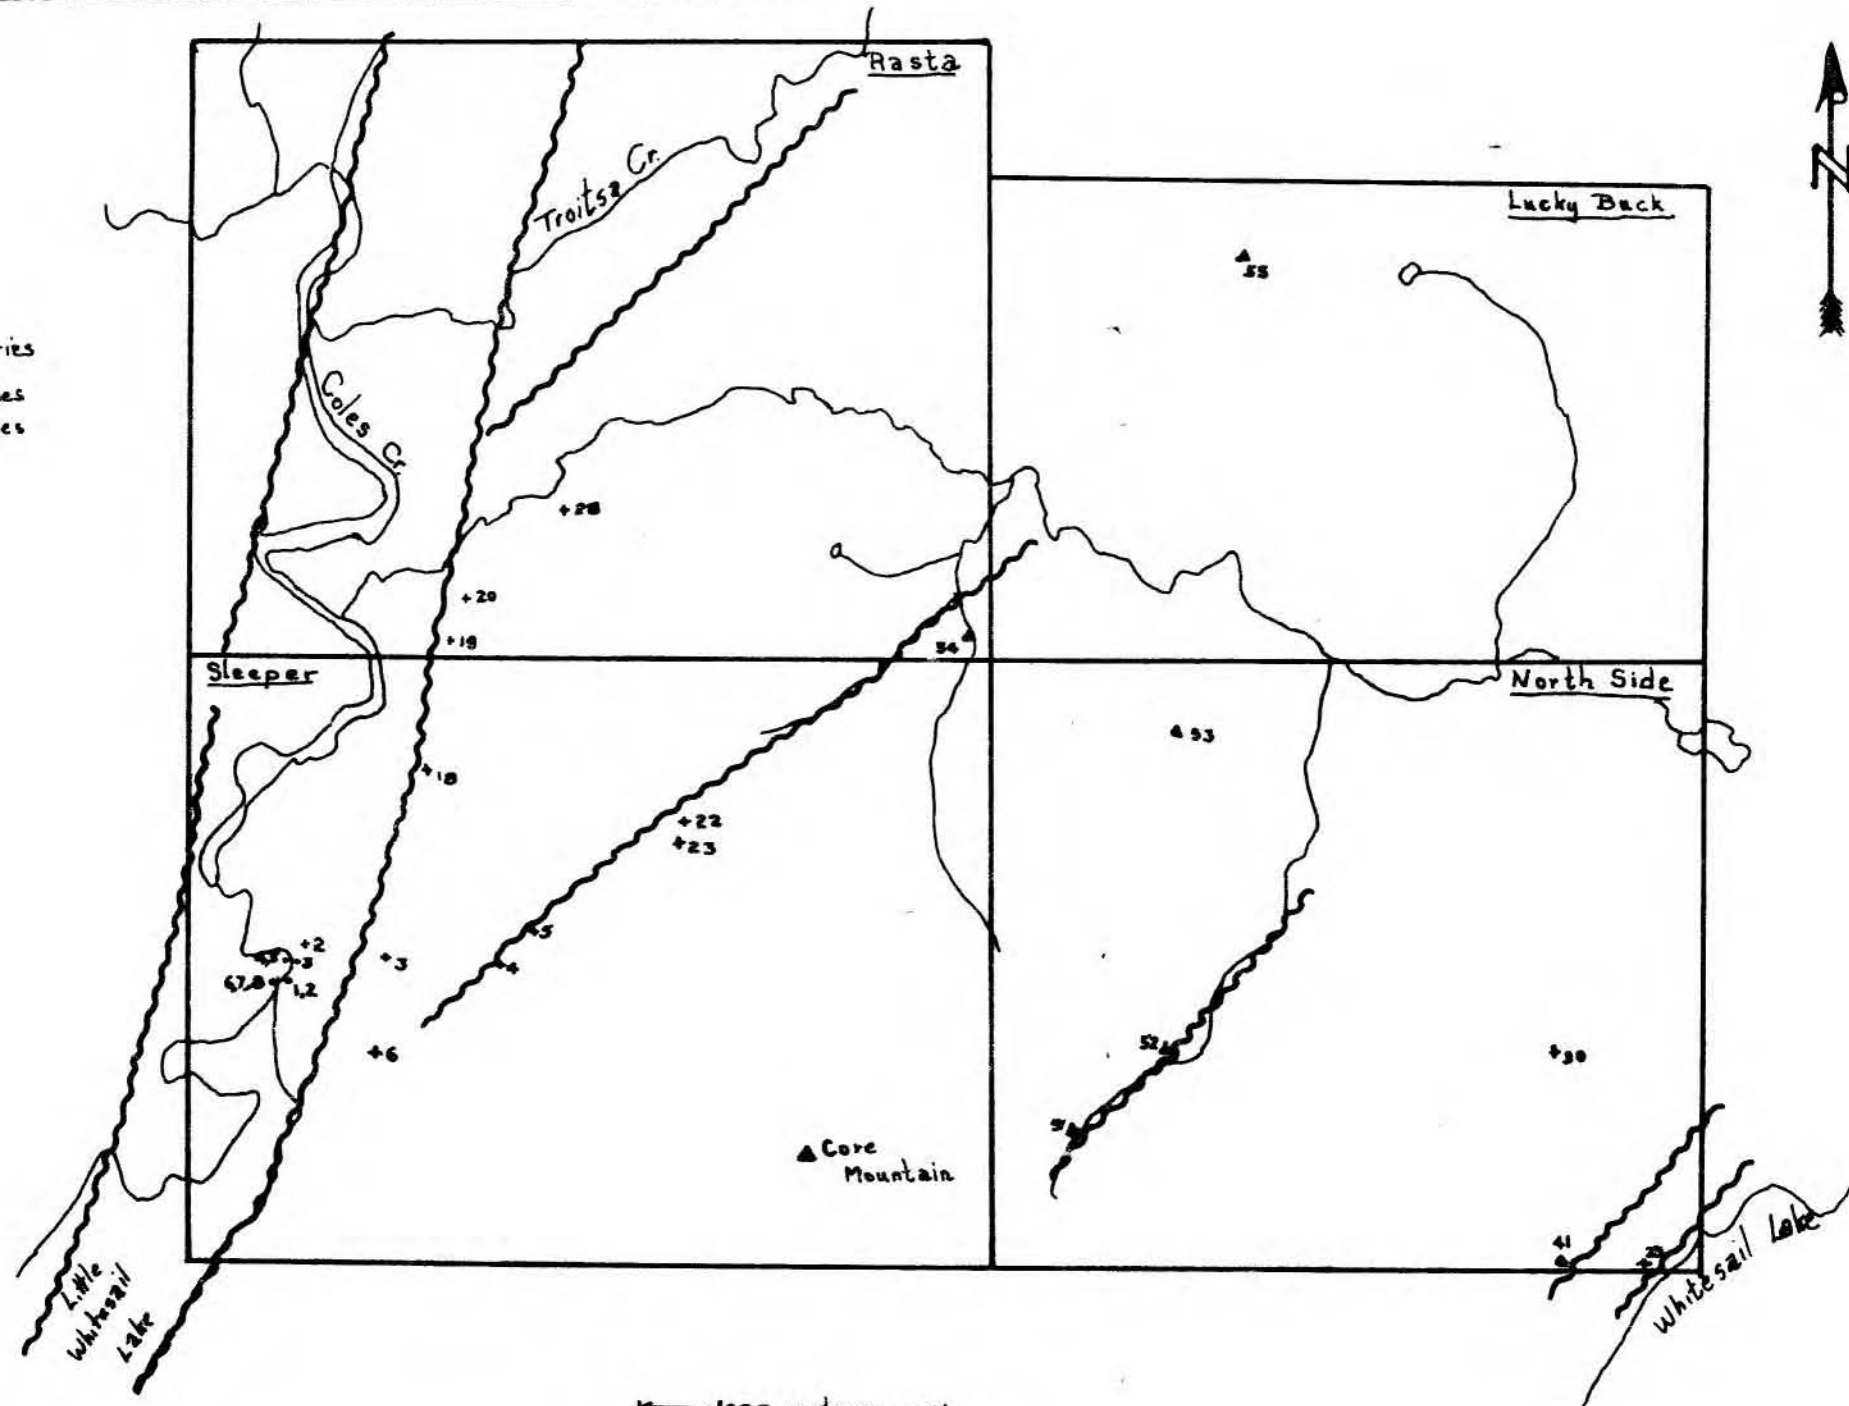 Rasta
N
Troitsa Cr.
Lucky Buck
55
Coles Cr.
+28
+20
+19
54
Sleeper
North Side
53
+18
+22
+23
5
4
+2
+3
3
1,2
+6
52
+30
51
Core
Mountain
41
Little
Whitesail
Lake
Whitesail Lake